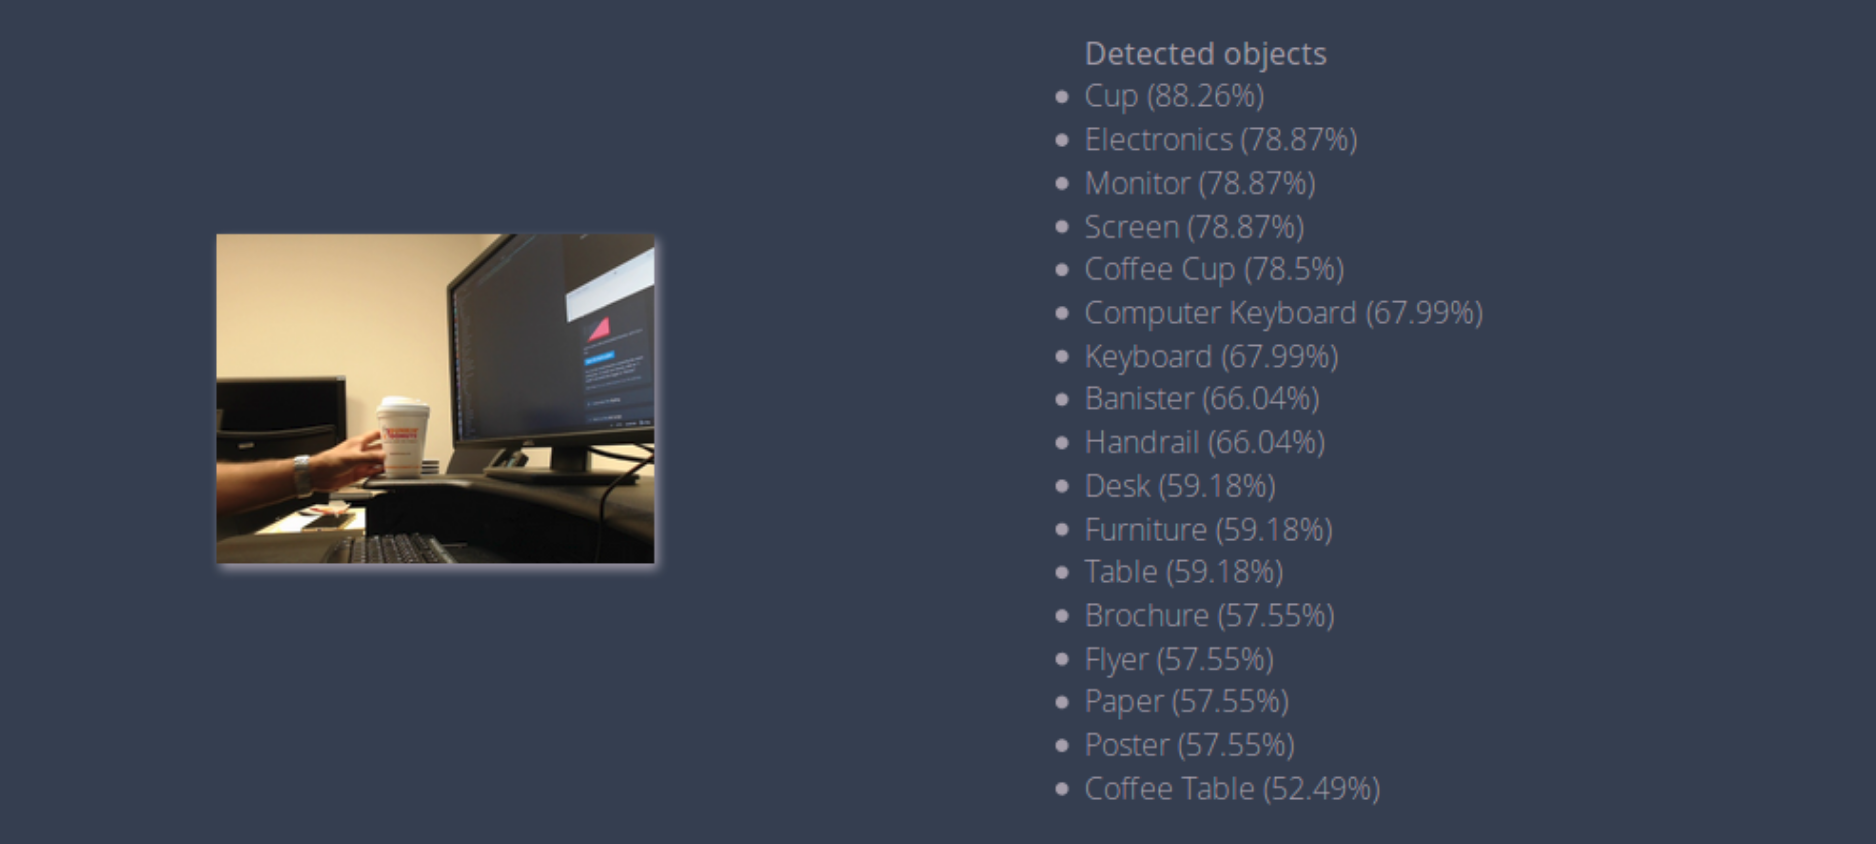 Detected objects
Cup (88.26%)
Electronics (78.87%)
Monitor (78.87%)
Screen (78.87%)
Coffee Cup (78.5%)
Computer Keyboard (67.99%)
Keyboard (67.99%)
Banister (66.04%)
Handrail (66.04%)
Desk (59.18%)
Furniture (59.18%)
Table (59.18%)
Brochure (57.55%)
Flyer (57.55%)
Paper (57.55%)
Poster (57.55%)
Coffee Table (52.49%)